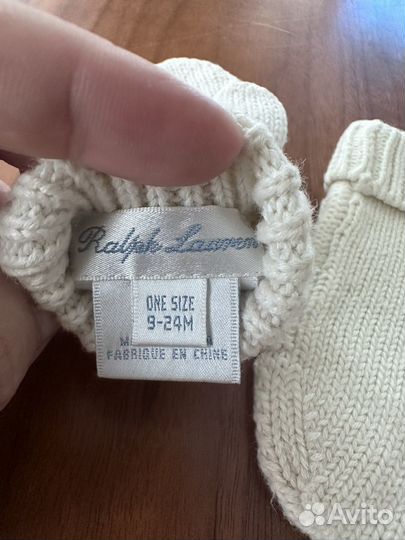 Ralph Lauren
ONE SIZE
9-24M
FABRIQUE EN CHINE
Avito